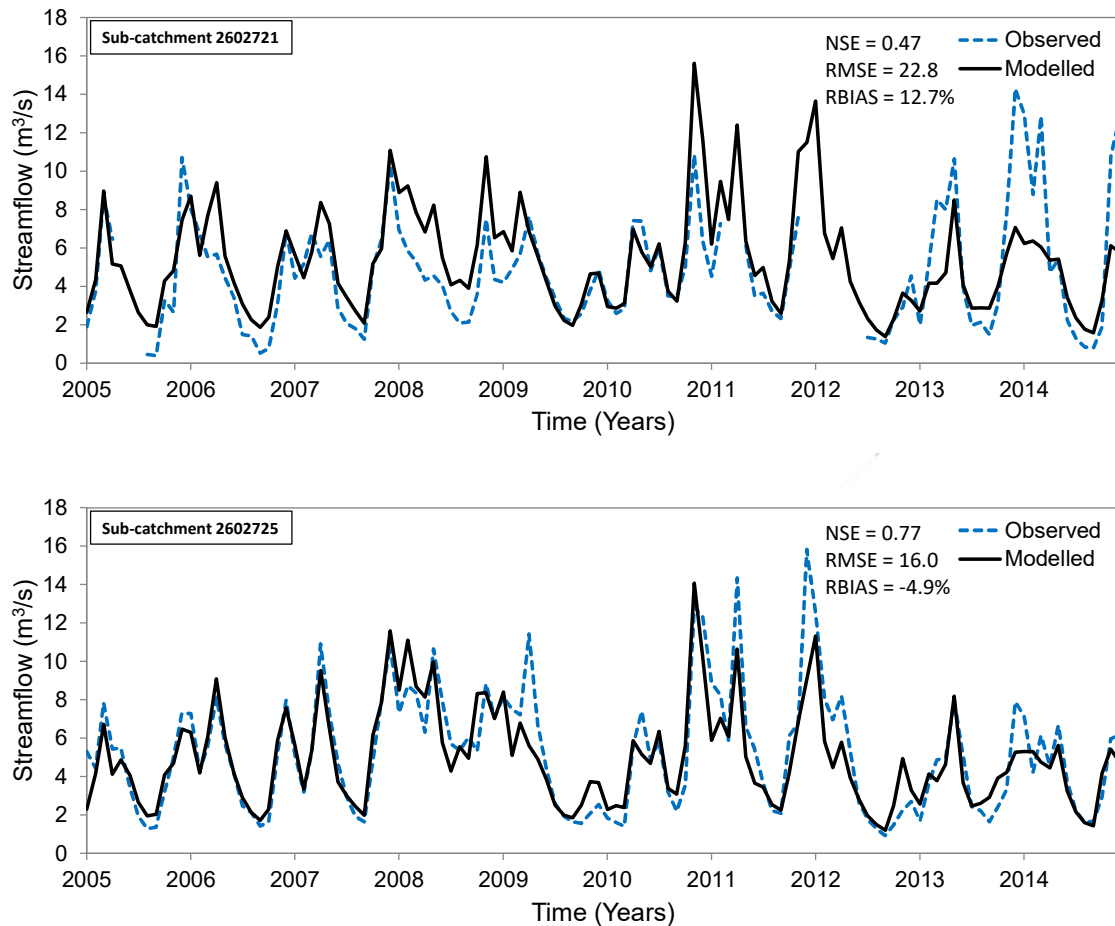 Sub-catchment 2602721
NSE = 0.47
RMSE = 22.8
RBIAS = 12.7%
Observed
Modelled
Streamflow (m³/s)
18
16
14
12
10
8
6
4
2
0
2005 2006 2007 2008 2009 2010 2011 2012 2013 2014
Time (Years)
Sub-catchment 2602725
NSE = 0.77
RMSE = 16.0
RBIAS = -4.9%
Observed
Modelled
Streamflow (m³/s)
18
16
14
12
10
8
6
4
2
0
2005 2006 2007 2008 2009 2010 2011 2012 2013 2014
Time (Years)